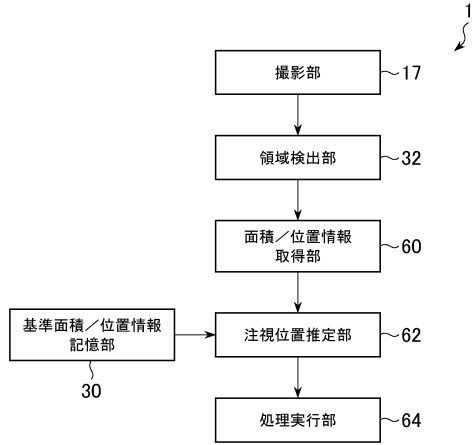 1
撮影部
17
領域検出部
32
面積／位置情報
取得部
60
基準面積／位置情報
記憶部
30
注視位置推定部
62
処理実行部
64